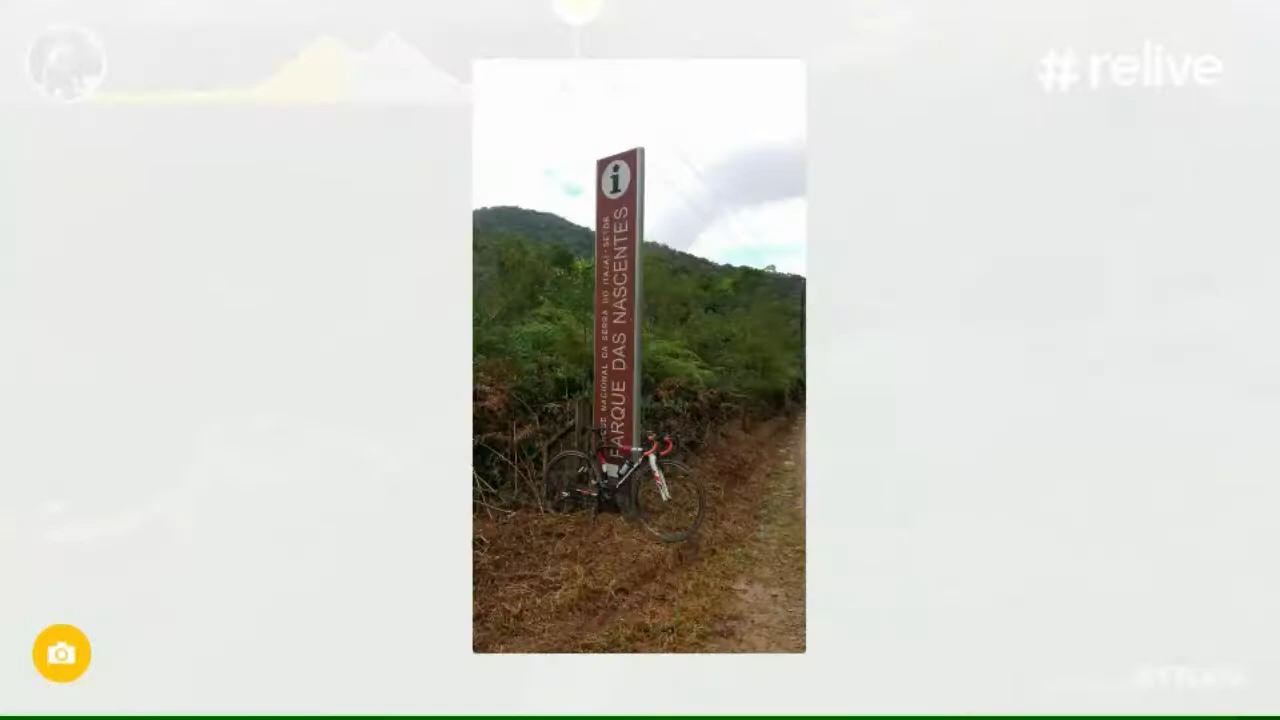 # relive
i
NACIONAL DA SERRA DO ITAJAÍ - SETOR
PARQUE DAS NASCENTES